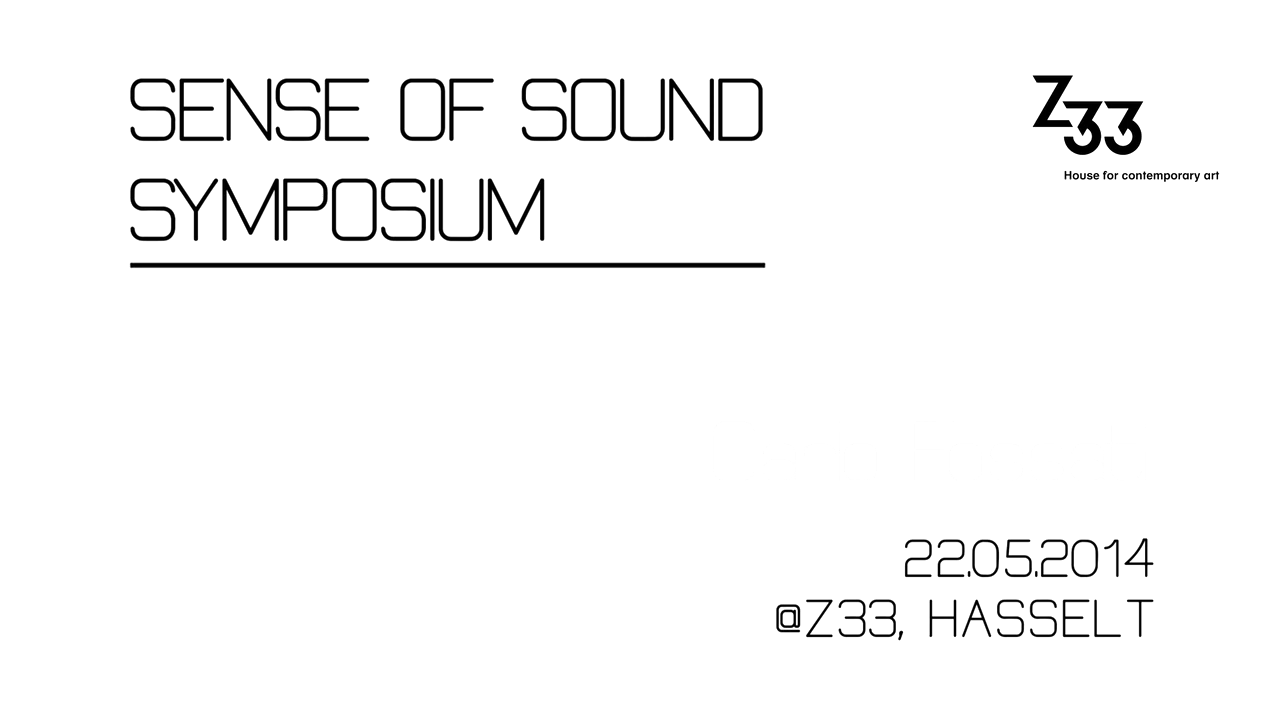 SENSE OF SOUND
SYMPOSIUM
Z33
House for contemporary art
22.05.2014
@Z33, HASSELT